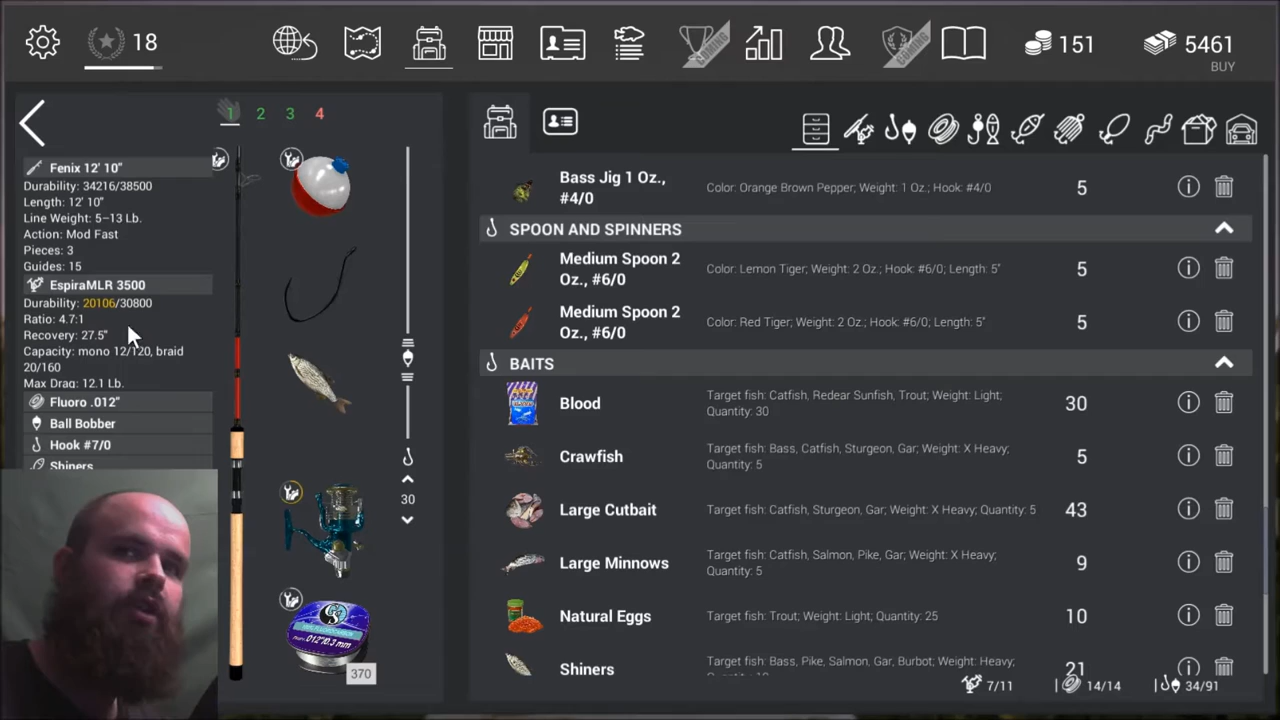 18
COMING
COMING
151
5461
BUY
1 2 3 4
Fenix 12' 10"
Durability: 34216/38500
Length: 12' 10"
Line Weight: 5–13 Lb.
Action: Mod Fast
Pieces: 3
Guides: 15
EspiraMLR 3500
Durability: 20106/30800
Ratio: 4.7:1
Recovery: 27.5"
Capacity: mono 12/120, braid
20/160
Max Drag: 12.1 Lb.
Fluoro .012"
Ball Bobber
Hook #7/0
Shiners
30
370
Bass Jig 1 Oz.,
#4/0
Color: Orange Brown Pepper; Weight: 1 Oz.; Hook: #4/0
5
SPOON AND SPINNERS
Medium Spoon 2
Oz., #6/0
Color: Lemon Tiger; Weight: 2 Oz.; Hook: #6/0; Length: 5"
5
Medium Spoon 2
Oz., #6/0
Color: Red Tiger; Weight: 2 Oz.; Hook: #6/0; Length: 5"
5
BAITS
Blood
Target fish: Catfish, Redear Sunfish, Trout; Weight: Light;
Quantity: 30
30
Crawfish
Target fish: Bass, Catfish, Sturgeon, Gar; Weight: X Heavy;
Quantity: 5
5
Large Cutbait
Target fish: Catfish, Sturgeon, Gar; Weight: X Heavy; Quantity: 5
43
Large Minnows
Target fish: Catfish, Salmon, Pike, Gar; Weight: X Heavy;
Quantity: 5
9
Natural Eggs
Target fish: Trout; Weight: Light; Quantity: 25
10
Shiners
Target fish: Bass, Pike, Salmon, Gar, Burbot; Weight: Heavy;
21
7/11
14/14
34/91